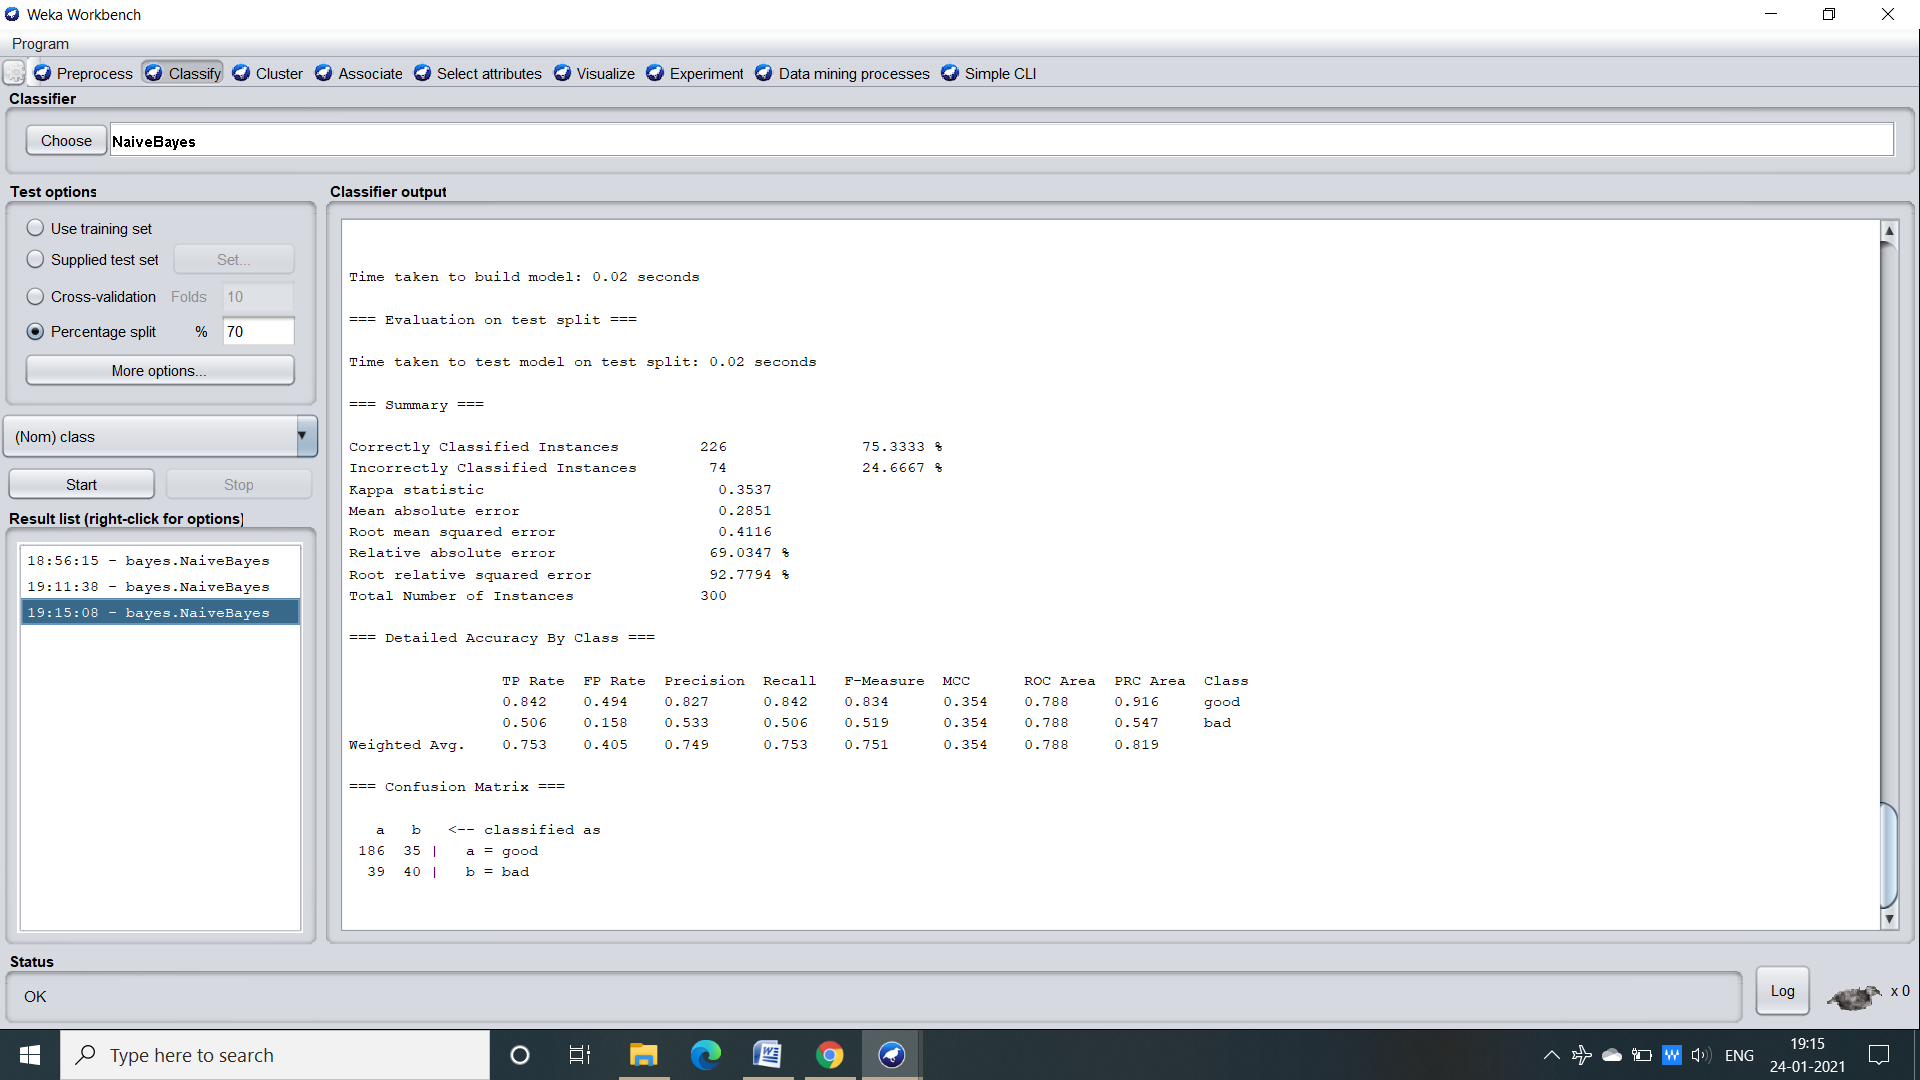 Weka Workbench
Program
Preprocess Classify Cluster Associate Select attributes Visualize Experiment Data mining processes Simple CLI
Classifier
Choose NaiveBayes
Test options
Use training set
Supplied test set Set...
Cross-validation Folds 10
Percentage split % 70
More options...
(Nom) class
Start Stop
Result list (right-click for options)
18:56:15 - bayes.NaiveBayes
19:11:38 - bayes.NaiveBayes
19:15:08 - bayes.NaiveBayes
Classifier output
Time taken to build model: 0.02 seconds
=== Evaluation on test split ===
Time taken to test model on test split: 0.02 seconds
=== Summary ===
Correctly Classified Instances 226 75.3333 %
Incorrectly Classified Instances 74 24.6667 %
Kappa statistic 0.3537
Mean absolute error 0.2851
Root mean squared error 0.4116
Relative absolute error 69.0347 %
Root relative squared error 92.7794 %
Total Number of Instances 300
=== Detailed Accuracy By Class ===
TP Rate FP Rate Precision Recall F-Measure MCC ROC Area PRC Area Class
0.842 0.494 0.827 0.842 0.834 0.354 0.788 0.916 good
0.506 0.158 0.533 0.506 0.519 0.354 0.788 0.547 bad
Weighted Avg. 0.753 0.405 0.749 0.753 0.751 0.354 0.788 0.819
=== Confusion Matrix ===
a b <-- classified as
186 35 | a = good
39 40 | b = bad
Status
OK
Log
x 0
Type here to search
ENG
19:15
24-01-2021